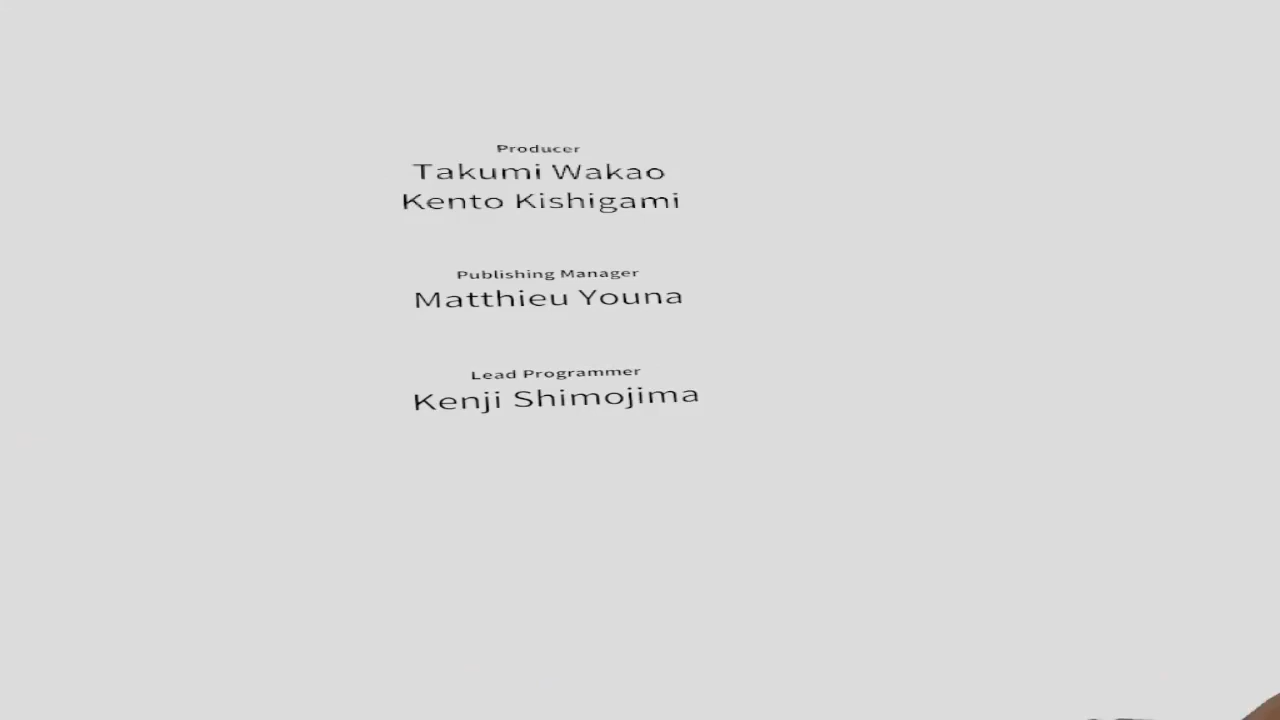 Producer
Takumi Wakao
Kento Kishigami
Publishing Manager
Matthieu Youna
Lead Programmer
Kenji Shimojima